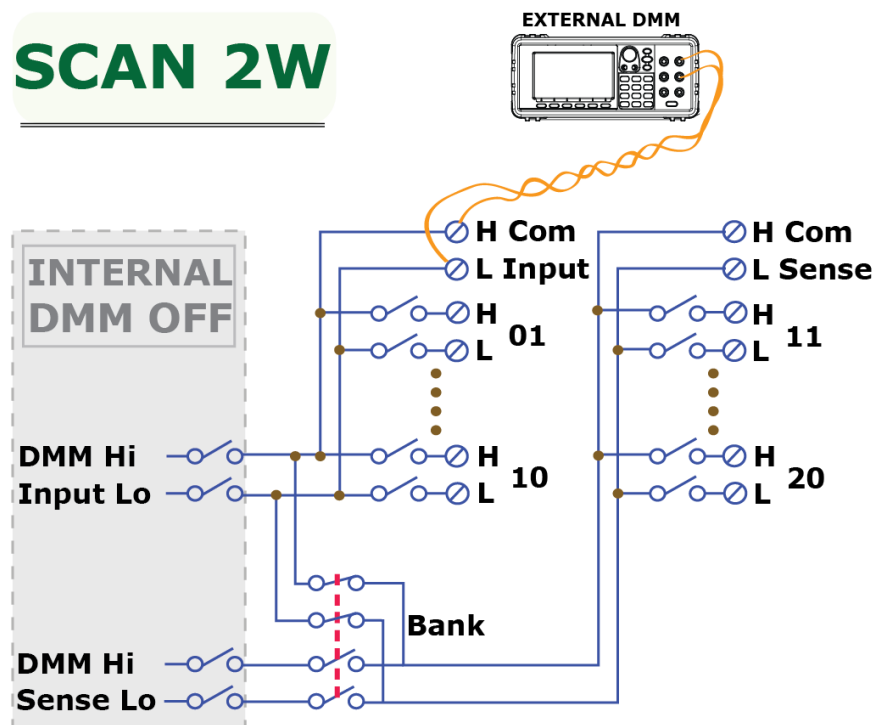 SCAN 2W
EXTERNAL DMM
INTERNAL
DMM OFF
H Com
L Input
H
01
L
H
10
L
H Com
L Sense
H
11
L
H
20
L
DMM Hi
Input Lo
Bank
DMM Hi
Sense Lo